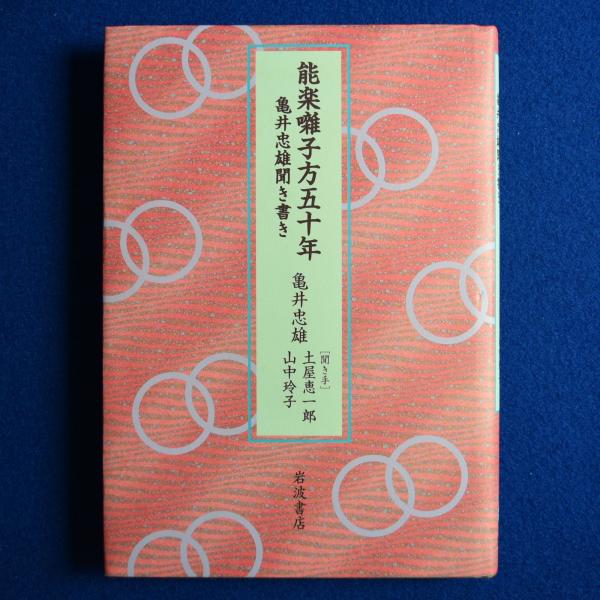 能楽囃子方五十年
亀井忠雄聞き書き
亀井忠雄
［聞き手］
土屋恵一郎
山中玲子
岩波書店